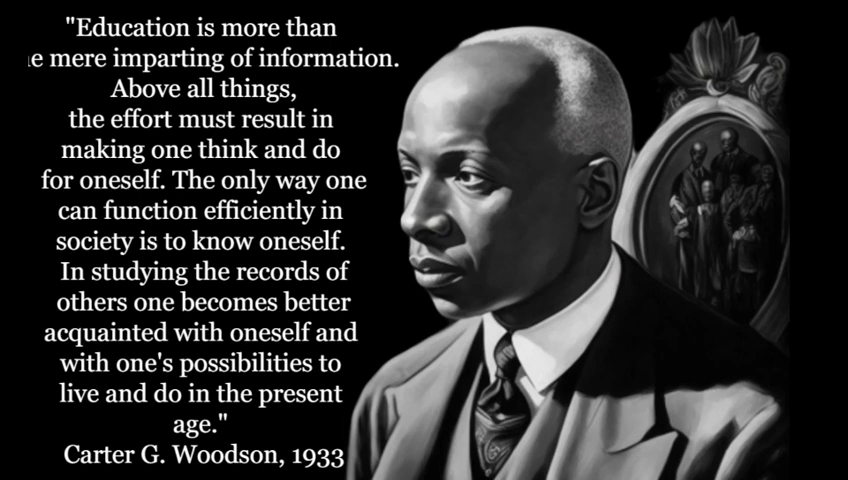 "Education is more than
e mere imparting of information.
Above all things,
the effort must result in
making one think and do
for oneself. The only way one
can function efficiently in
society is to know oneself.
In studying the records of
others one becomes better
acquainted with oneself and
with one's possibilities to
live and do in the present
age."
Carter G. Woodson, 1933